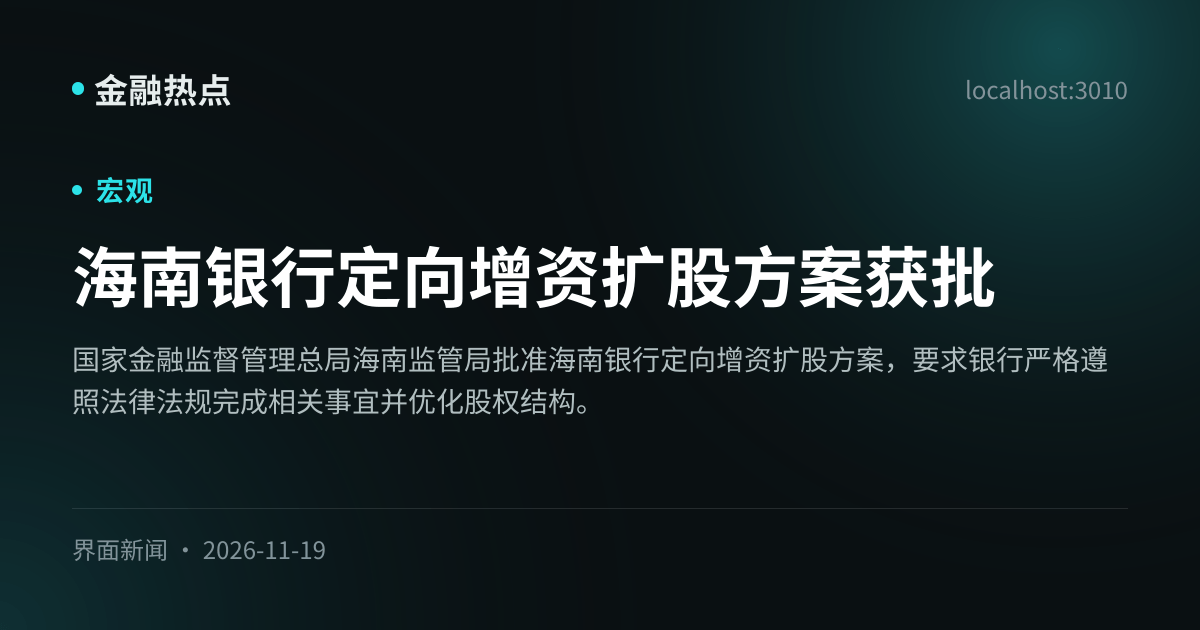 金融热点
localhost:3010
宏观
海南银行定向增资扩股方案获批
国家金融监督管理总局海南监管局批准海南银行定向增资扩股方案，要求银行严格遵
照法律法规完成相关事宜并优化股权结构。
界面新闻 • 2026-11-19